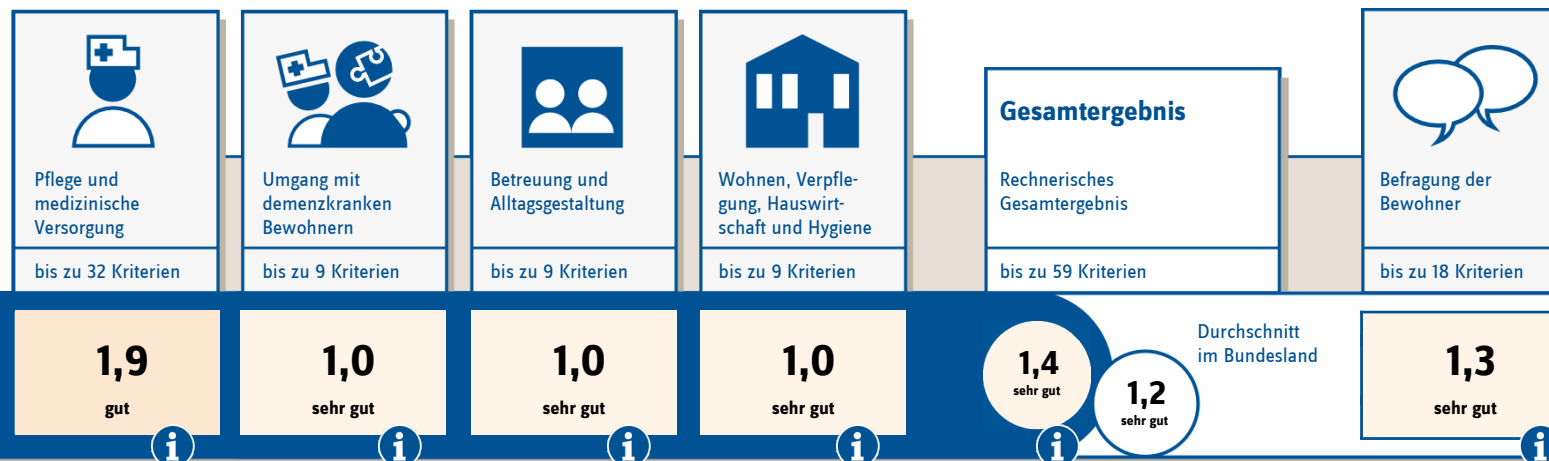 Pflege und
medizinische
Versorgung
bis zu 32 Kriterien
1,9
gut
Umgang mit
demenzkranken
Bewohnern
bis zu 9 Kriterien
1,0
sehr gut
Betreuung und
Alltagsgestaltung
bis zu 9 Kriterien
1,0
sehr gut
Wohnen, Verpfle-
gung, Hauswirt-
schaft und Hygiene
bis zu 9 Kriterien
1,0
sehr gut
Gesamtergebnis
Rechnerisches
Gesamtergebnis
bis zu 59 Kriterien
1,4
sehr gut
Durchschnitt
im Bundesland
1,2
sehr gut
Befragung der
Bewohner
bis zu 18 Kriterien
1,3
sehr gut